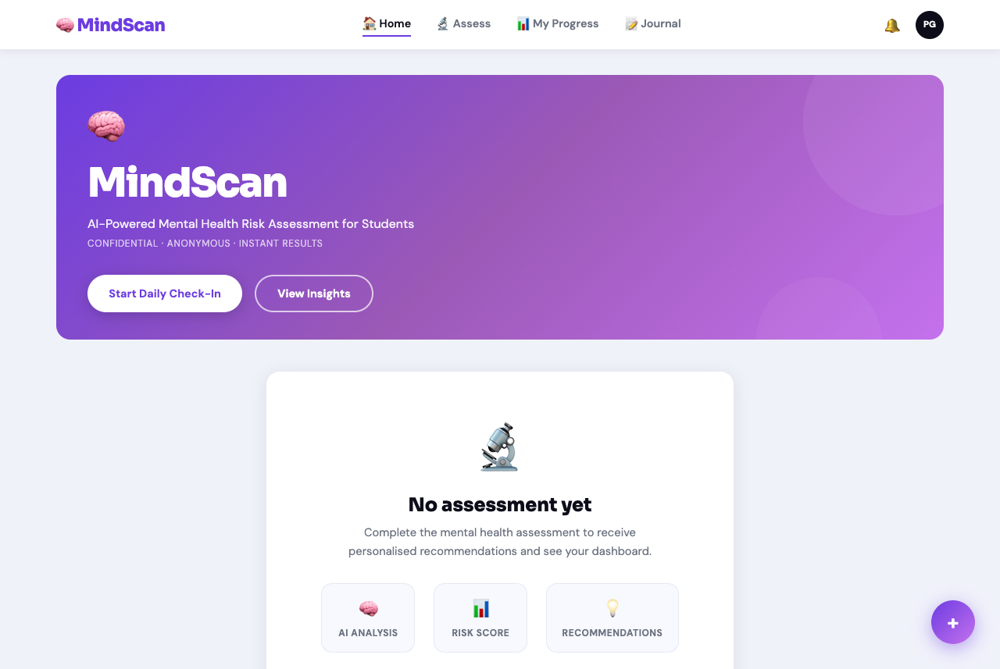 MindScan
Home
Assess
My Progress
Journal
PG
MindScan
AI-Powered Mental Health Risk Assessment for Students
CONFIDENTIAL · ANONYMOUS · INSTANT RESULTS
Start Daily Check-In
View Insights
No assessment yet
Complete the mental health assessment to receive
personalised recommendations and see your dashboard.
AI ANALYSIS
RISK SCORE
RECOMMENDATIONS
+